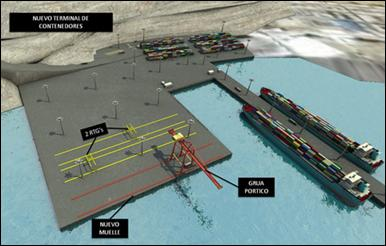 NUEVO TERMINAL DE
CONTENEDORES
2 RTG's
GRUA
PORTICO
NUEVO
MUELLE